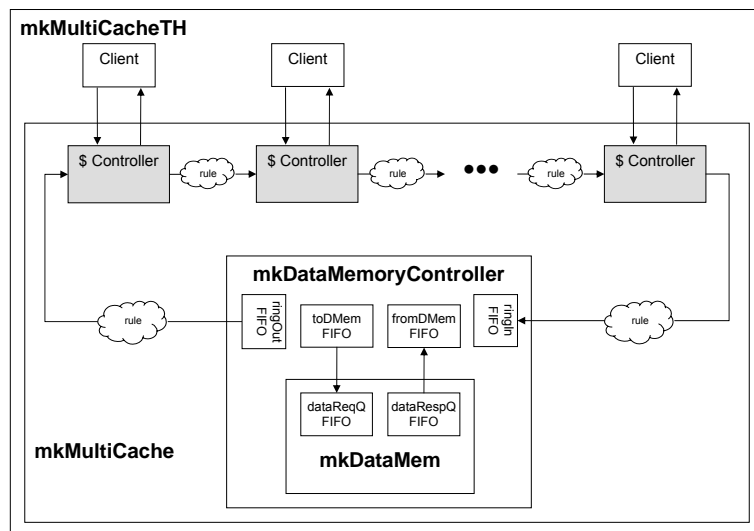 mkMultiCacheTH
Client
Client
Client
$ Controller
$ Controller
$ Controller
rule
rule
•••
rule
mkDataMemoryController
ringOut
FIFO
toDMem
FIFO
fromDMem
FIFO
ringIn
FIFO
rule
rule
dataReqQ
FIFO
dataRespQ
FIFO
mkMultiCache
mkDataMem